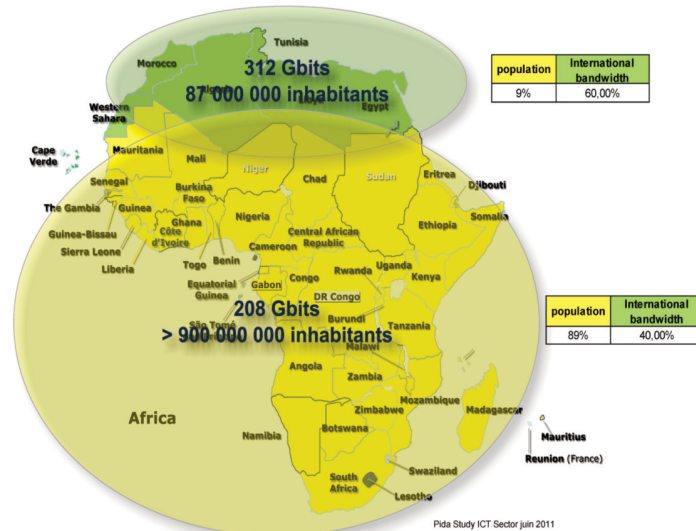 Tunisia
Morocco
312 Gbits
Algeria
87 000 000 inhabitants
Libya
Egypt
Western
Sahara
population
International
bandwidth
9%
60,00%
Cape
Verde
Mauritania
Mali
Niger
Chad
Sudan
Eritrea
Djibouti
Senegal
The Gambia
Guinea
Burkina
Faso
Guinea-Bissau
Sierra Leone
Liberia
Côte
d'Ivoire
Ghana
Togo
Benin
Nigeria
Cameroon
Central African
Republic
Ethiopia
Somalia
Equatorial
Guinea
Gabon
Congo
DR Congo
Rwanda
Uganda
Kenya
Burundi
208 Gbits
São Tomé
> 900 000 000 inhabitants
Tanzania
population
International
bandwidth
89%
40,00%
Malawi
Angola
Zambia
Mozambique
Zimbabwe
Madagascar
Africa
Namibia
Botswana
Mauritius
Reunion (France)
Swaziland
South
Africa
Lesotho
Pida Study ICT Sector juin 2011